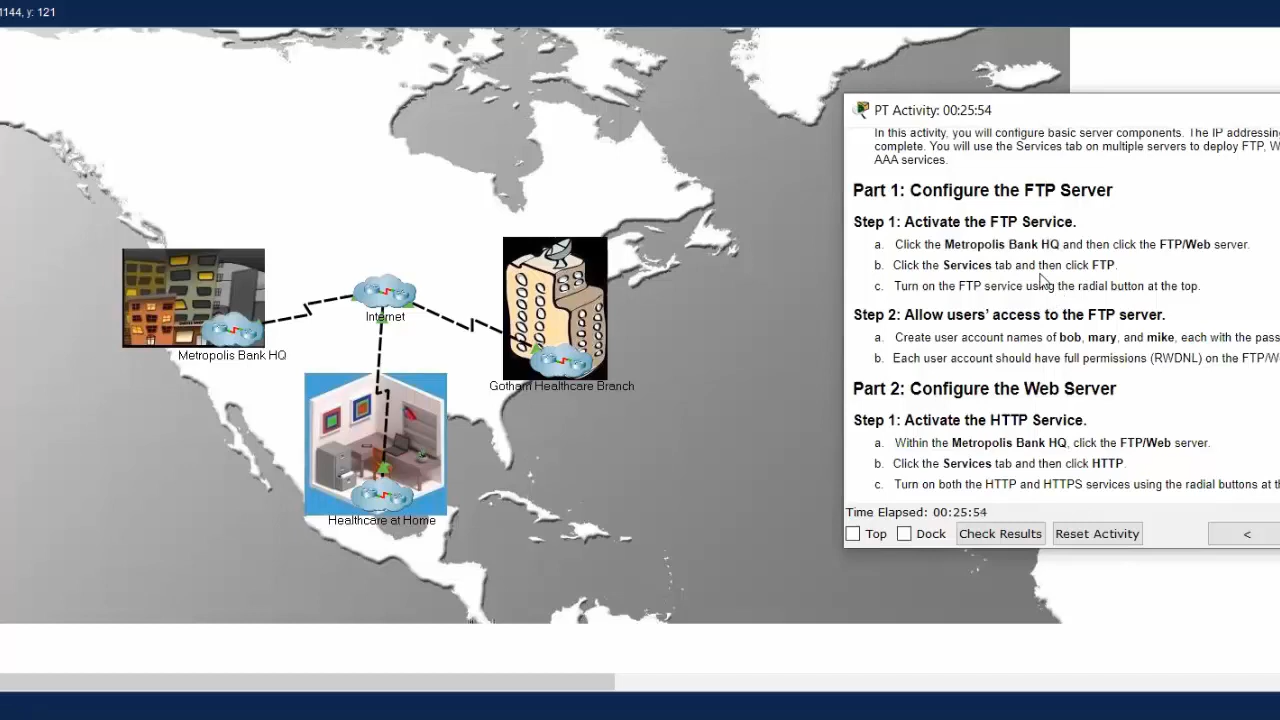 1144, y: 121
PT Activity: 00:25:54
In this activity, you will configure basic server components. The IP addressing
complete. You will use the Services tab on multiple servers to deploy FTP, W
AAA services.
Part 1: Configure the FTP Server
Step 1: Activate the FTP Service.
a. Click the Metropolis Bank HQ and then click the FTP/Web server.
b. Click the Services tab and then click FTP.
c. Turn on the FTP service using the radial button at the top.
Step 2: Allow users' access to the FTP server.
a. Create user account names of bob, mary, and mike, each with the pass
b. Each user account should have full permissions (RWDNL) on the FTP/W
Part 2: Configure the Web Server
Step 1: Activate the HTTP Service.
a. Within the Metropolis Bank HQ, click the FTP/Web server.
b. Click the Services tab and then click HTTP.
c. Turn on both the HTTP and HTTPS services using the radial buttons at th
Time Elapsed: 00:25:54
Top Dock Check Results Reset Activity <
Internet
Metropolis Bank HQ
Gotham Healthcare Branch
Healthcare at Home